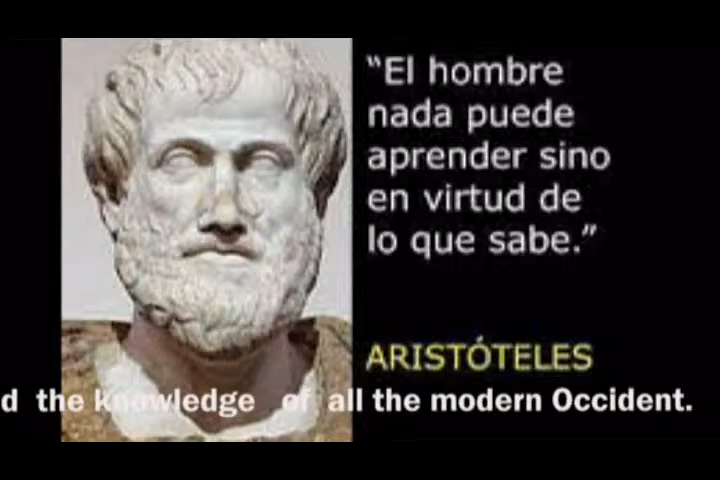 “El hombre
nada puede
aprender sino
en virtud de
lo que sabe.”
ARISTÓTELES
the knowledge of all the modern Occident.